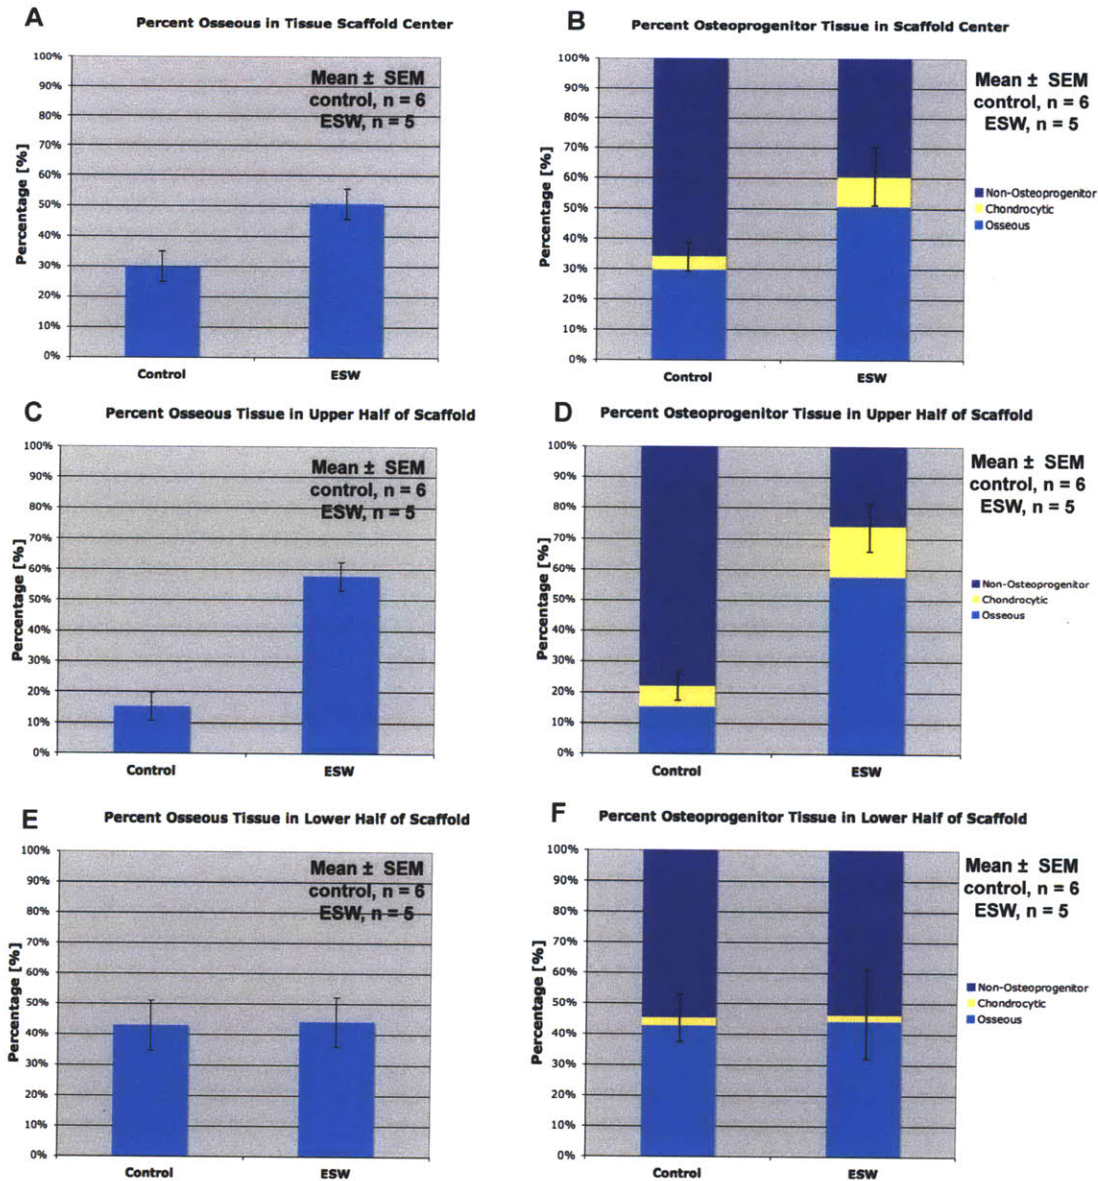 A
Percent Osseous in Tissue Scaffold Center
Percentage [%]
100%
90%
80%
70%
60%
50%
40%
30%
20%
10%
0%
Mean ± SEM
control, n = 6
ESW, n = 5
Control
ESW
B
Percent Osteoprogenitor Tissue in Scaffold Center
Percentage [%]
100%
90%
80%
70%
60%
50%
40%
30%
20%
10%
0%
Mean ± SEM
control, n = 6
ESW, n = 5
Non-Osteoprogenitor
Chondrocytic
Osseous
Control
ESW
C
Percent Osseous Tissue in Upper Half of Scaffold
Percentage [%]
100%
90%
80%
70%
60%
50%
40%
30%
20%
10%
0%
Mean ± SEM
control, n = 6
ESW, n = 5
Control
ESW
D
Percent Osteoprogenitor Tissue in Upper Half of Scaffold
Percentage [%]
100%
90%
80%
70%
60%
50%
40%
30%
20%
10%
0%
Mean ± SEM
control, n = 6
ESW, n = 5
Non-Osteoprogenitor
Chondrocytic
Osseous
Control
ESW
E
Percent Osseous Tissue in Lower Half of Scaffold
Percentage [%]
100%
90%
80%
70%
60%
50%
40%
30%
20%
10%
0%
Mean ± SEM
control, n = 6
ESW, n = 5
Control
ESW
F
Percent Osteoprogenitor Tissue in Lower Half of Scaffold
Percentage [%]
100%
90%
80%
70%
60%
50%
40%
30%
20%
10%
0%
Mean ± SEM
control, n = 6
ESW, n = 5
Non-Osteoprogenitor
Chondrocytic
Osseous
Control
ESW